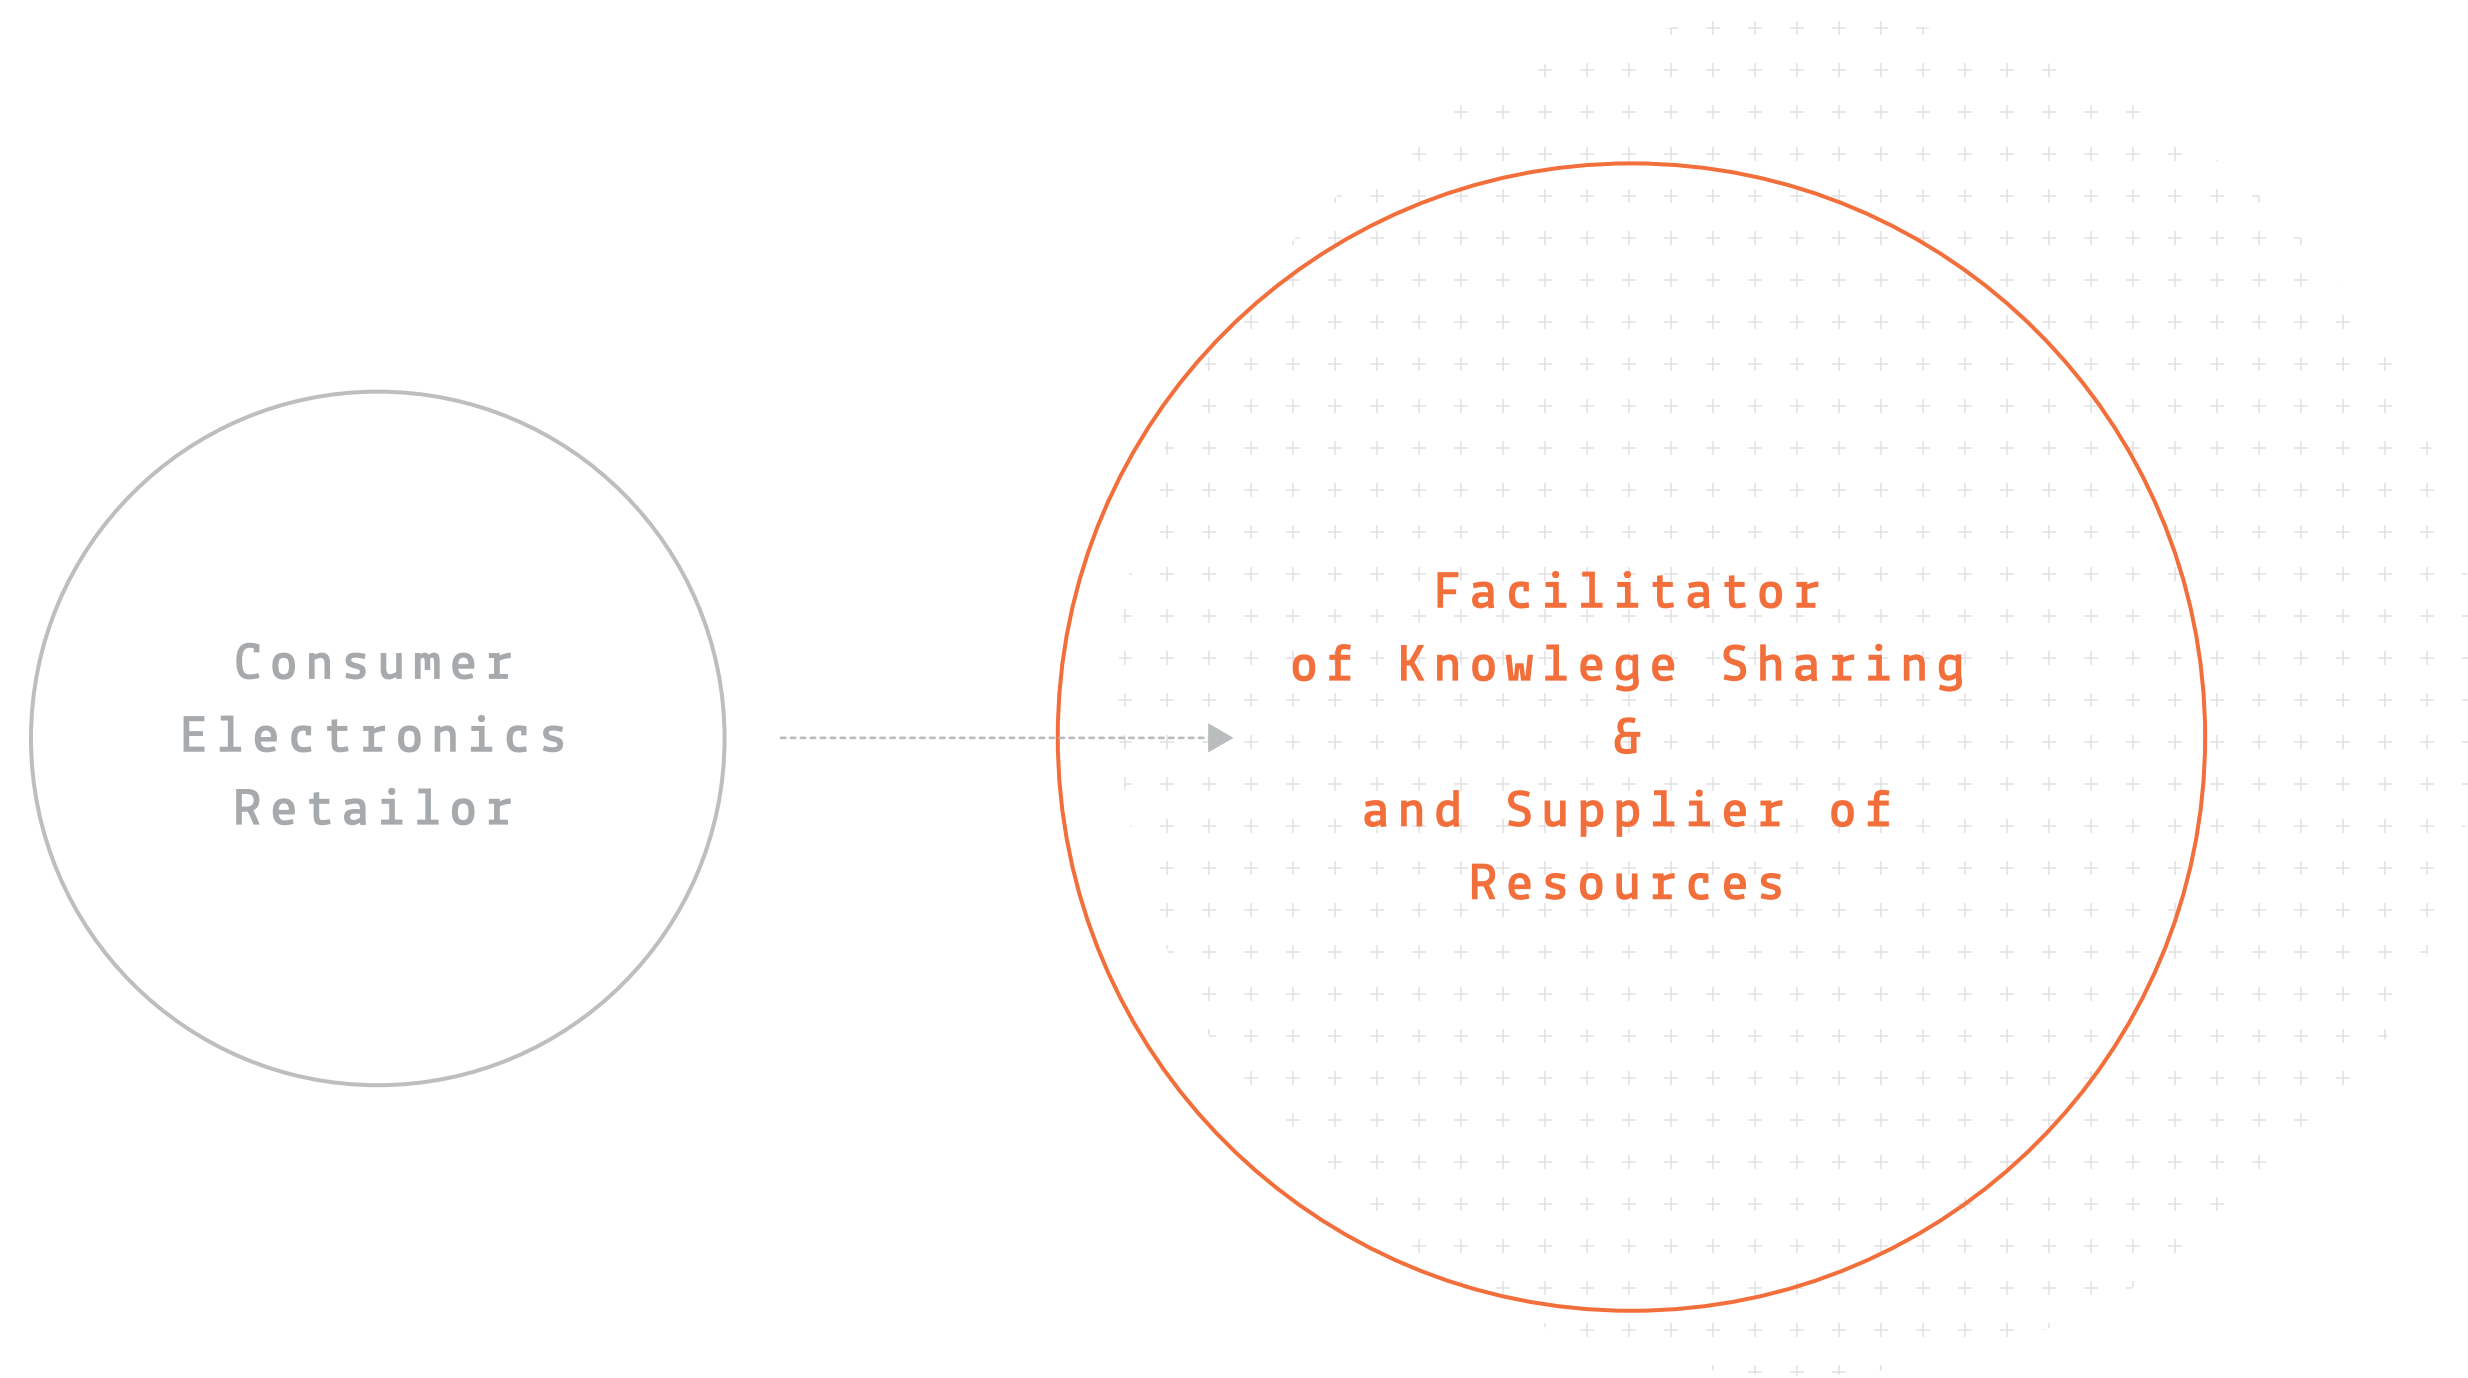 Consumer
Electronics
Retailor
Facilitator
of Knowlege Sharing
&
and Supplier of
Resources